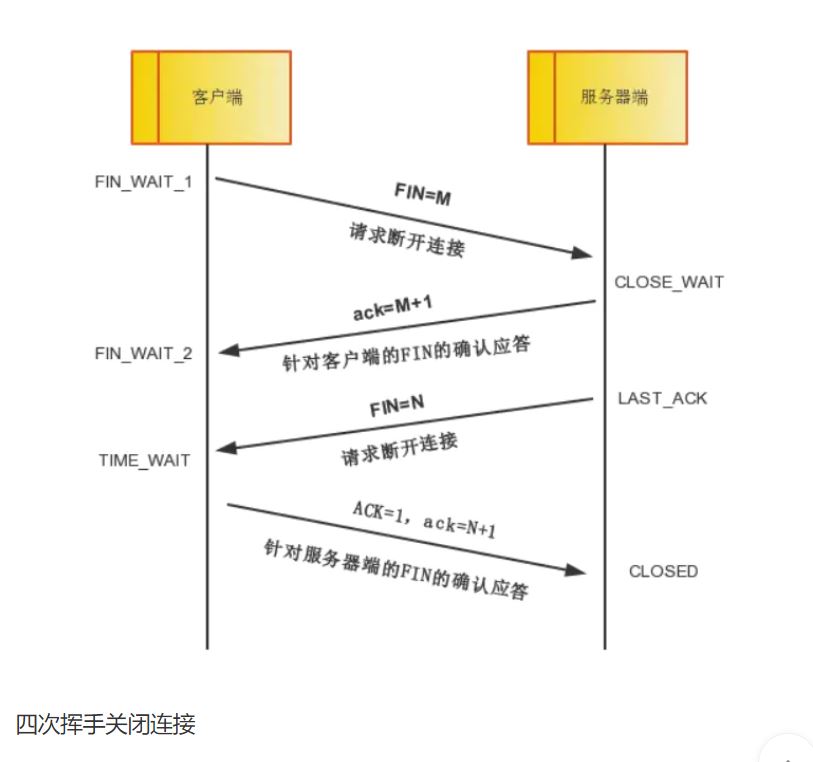 客户端
服务器端
FIN_WAIT_1
FIN=M
请求断开连接
CLOSE_WAIT
ack=M+1
FIN_WAIT_2
针对客户端的FIN的确认应答
LAST_ACK
FIN=N
请求断开连接
TIME_WAIT
ACK=1, ack=N+1
针对服务器端的FIN的确认应答
CLOSED
四次挥手关闭连接